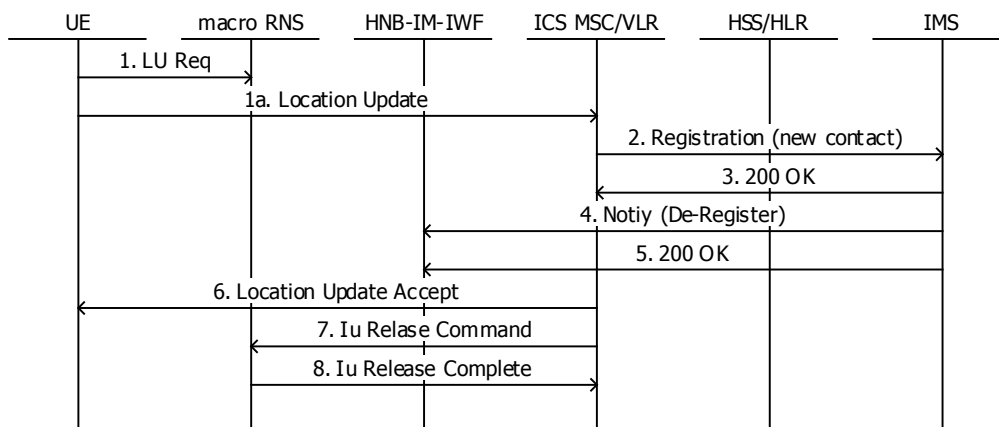 UE macro RNS HNB-IM-IWF ICS MSC/VLR HSS/HLR IMS
1. LU Req
1a. Location Update
2. Registration (new contact)
3. 200 OK
4. Notiy (De-Register)
5. 200 OK
6. Location Update Accept
7. Iu Relase Command
8. Iu Release Complete